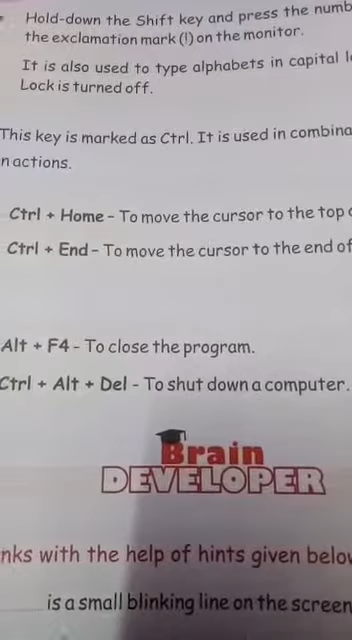 Hold-down the Shift key and press the numb
the exclamation mark (!) on the monitor.
It is also used to type alphabets in capital l
Lock is turned off.
This key is marked as Ctrl. It is used in combina
n actions.
Ctrl + Home - To move the cursor to the top
Ctrl + End - To move the cursor to the end of
Alt + F4 - To close the program.
Ctrl + Alt + Del - To shut down a computer.
Brain
DEVELOPER
nks with the help of hints given below
is a small blinking line on the screen